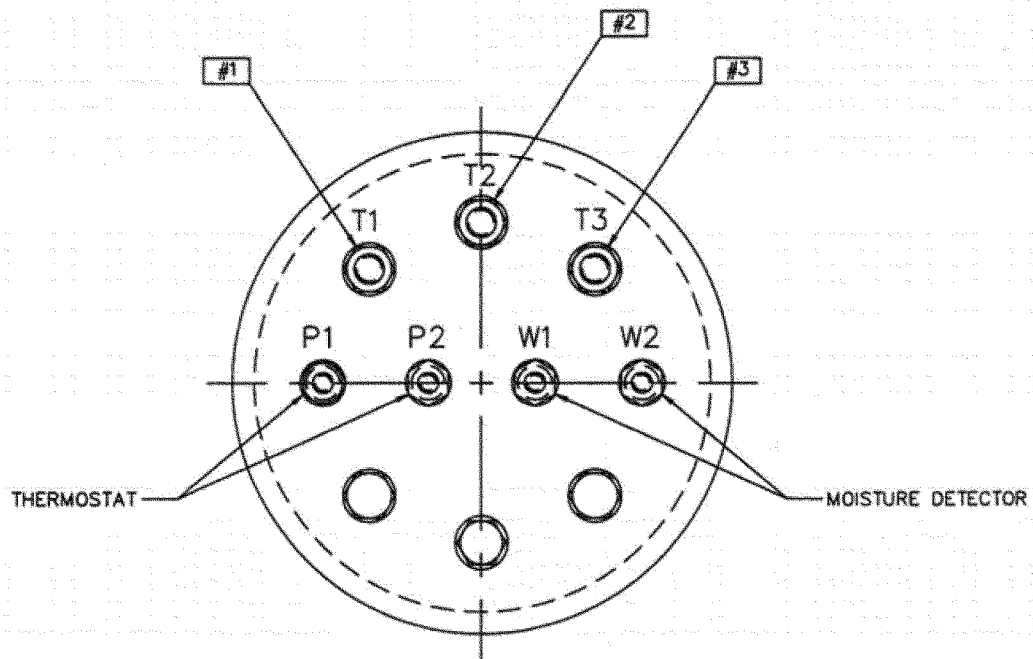 #2
#1
#3
T2
T1
T3
P1
P2
W1
W2
THERMOSTAT
MOISTURE DETECTOR